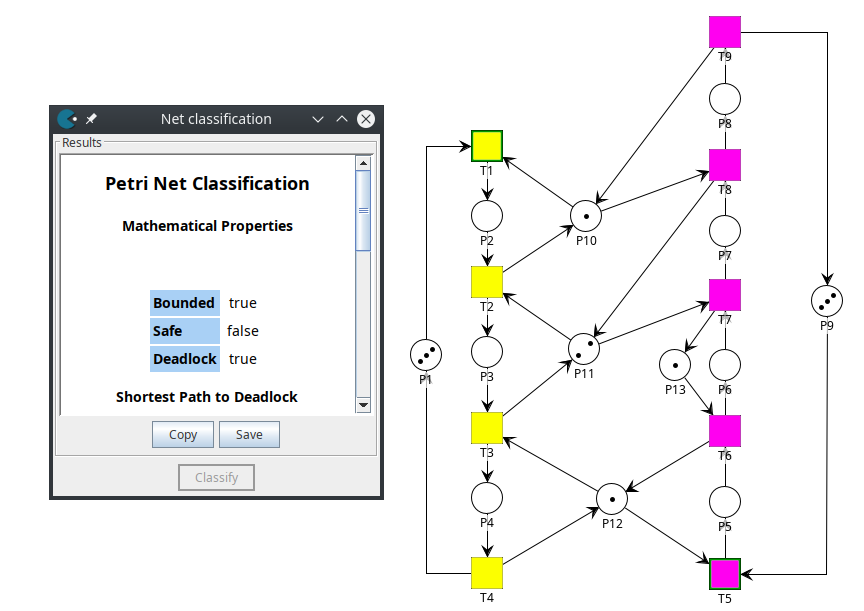 Net classification
Results
Petri Net Classification
Mathematical Properties
Bounded true
Safe false
Deadlock true
Shortest Path to Deadlock
Copy Save
Classify
T9
P8
T1
T8
P2
P10
P7
T2
T7
P9
P3
P11
P1
P13
P6
T3
T6
P4
P12
P5
T4
T5